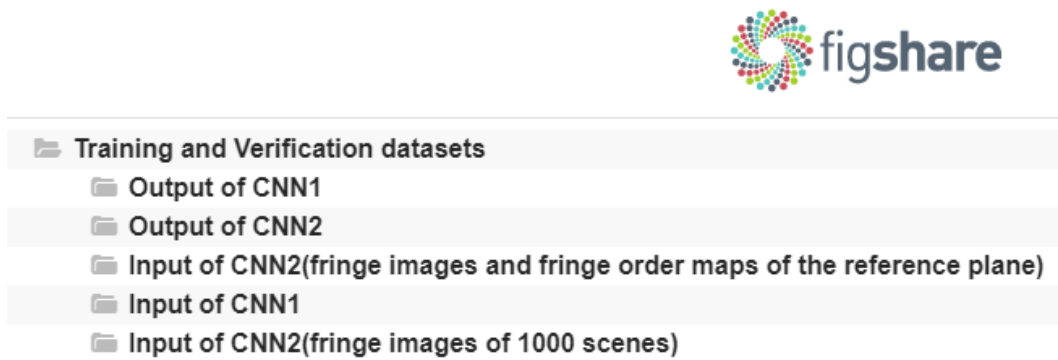 figshare
Training and Verification datasets
Output of CNN1
Output of CNN2
Input of CNN2(fringe images and fringe order maps of the reference plane)
Input of CNN1
Input of CNN2(fringe images of 1000 scenes)